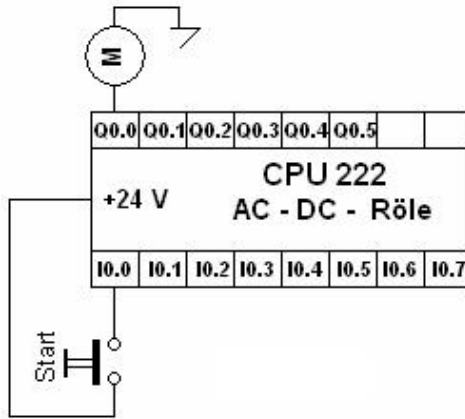 M
Q0.0 Q0.1 Q0.2 Q0.3 Q0.4 Q0.5
CPU 222
+24 V
AC - DC - Röle
I0.0 I0.1 I0.2 I0.3 I0.4 I0.5 I0.6 I0.7
Start